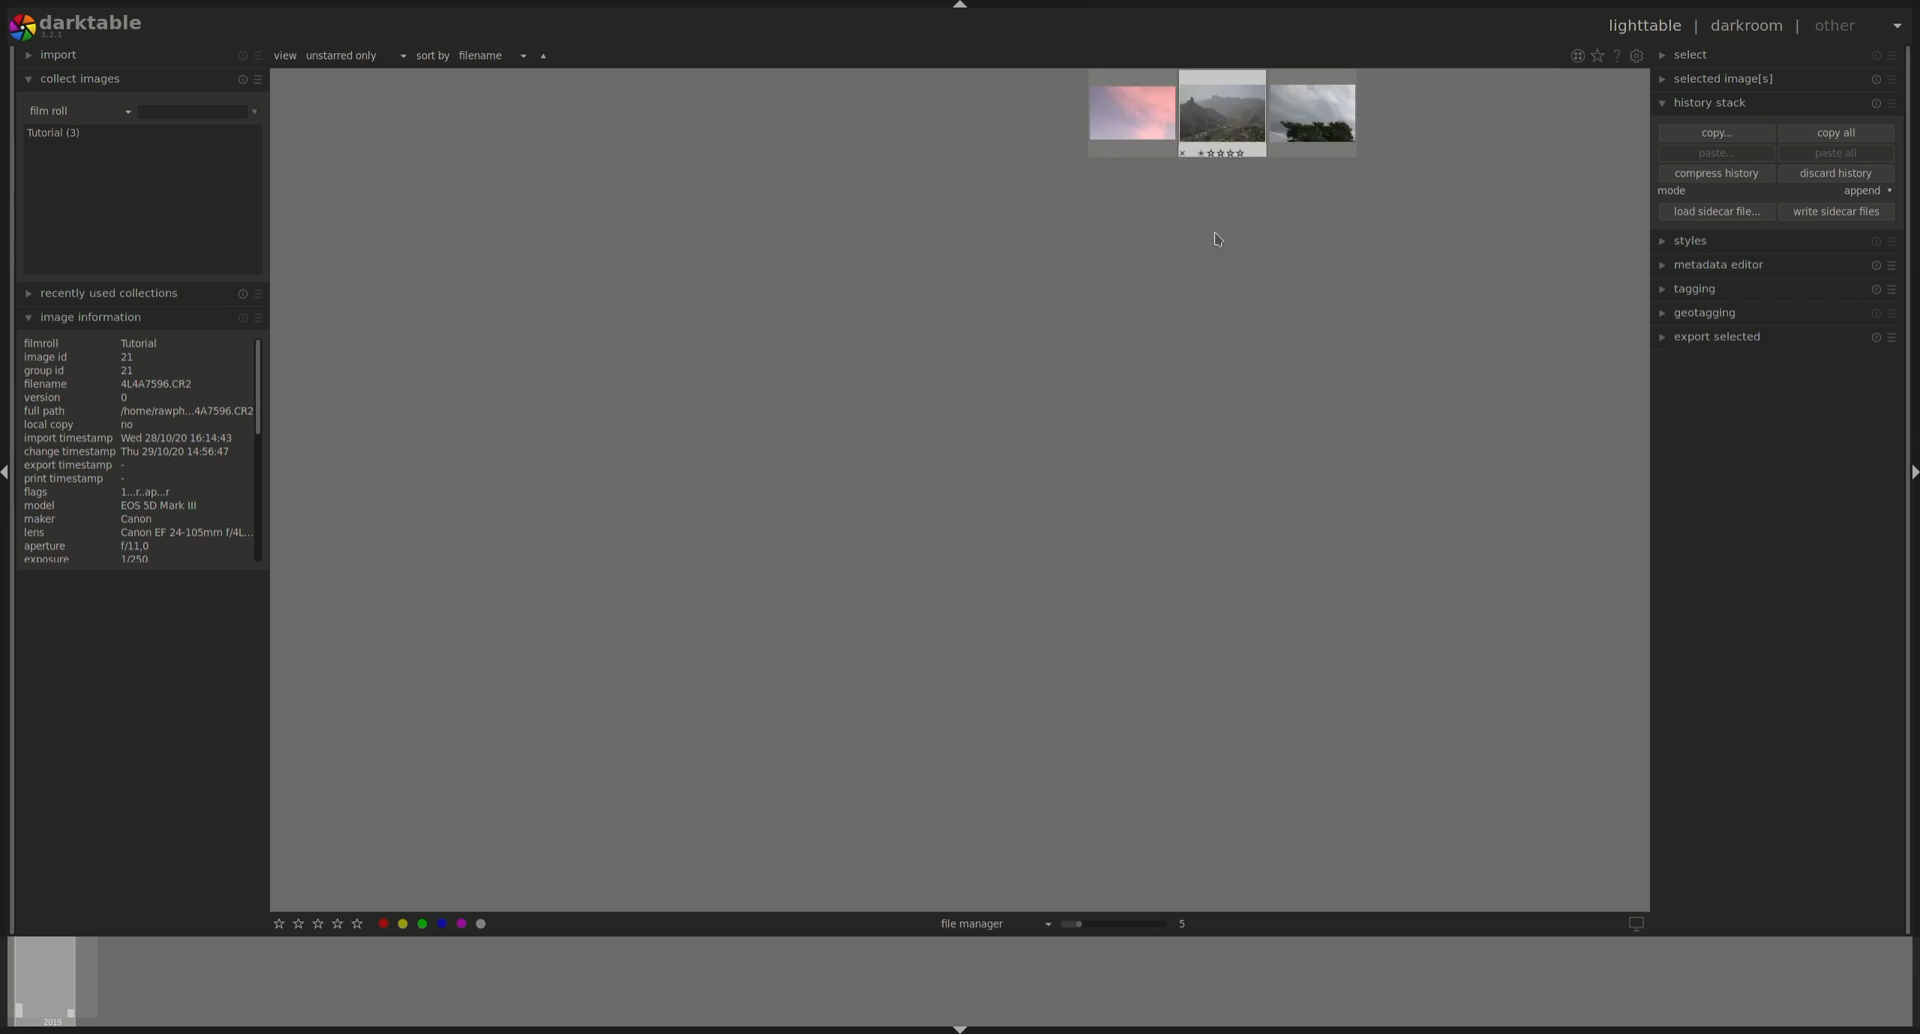 darktable
3.2.1
lighttable | darkroom | other
import
collect images
film roll
Tutorial (3)
recently used collections
image information
filmroll Tutorial
image id 21
group id 21
filename 4L4A7596.CR2
version 0
full path /home/rawph...4A7596.CR2
local copy no
import timestamp Wed 28/10/20 16:14:43
change timestamp Thu 29/10/20 14:56:47
export timestamp -
print timestamp -
flags 1...r..ap...r
model EOS 5D Mark III
maker Canon
lens Canon EF 24-105mm f/4L...
aperture f/11,0
exposure 1/250
view unstarred only sort by filename
file manager 5
select
selected image[s]
history stack
copy... copy all
paste... paste all
compress history discard history
mode append
load sidecar file... write sidecar files
styles
metadata editor
tagging
geotagging
export selected
2019